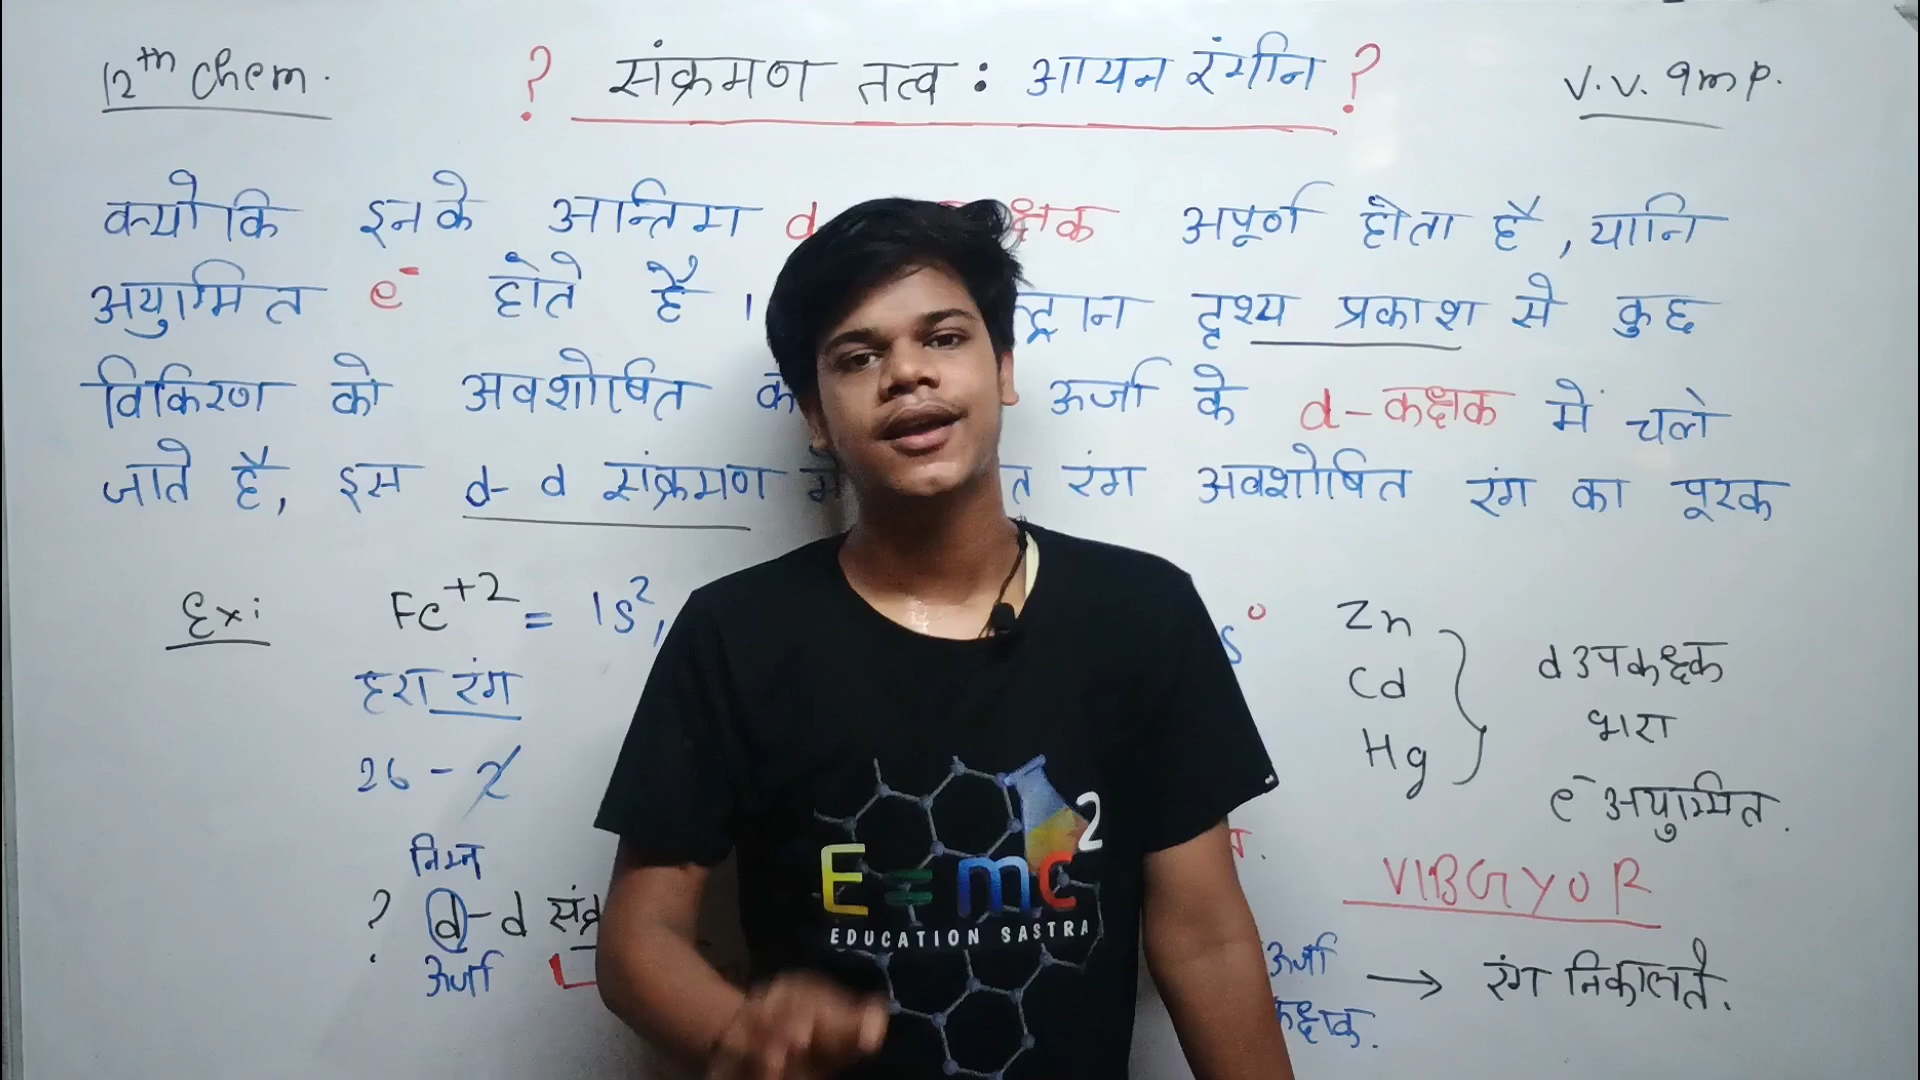 12th Chem.
? संक्रमण तत्व : आयन रंगीन ?
V.V. Imp.
क्योकि इनके अन्तिम d क्षक अपूर्ण होता है, यानि
अयुग्मित e- होते है । दृश्य प्रकाश से कुछ
विकिरण को अवशोषित ऊर्जा के d-कक्षक में चले
जाते है, इस d-d संक्रमण मे रंग अवशोषित रंग का पूरक
Ex:
Fe+2 = 1s2,
s0
हरा रंग
26 - 2
Zn
Cd
Hg
d उपकक्षक
भरा
e- अयुग्मित.
VIBGYOR
निम्न
? d-d
ऊर्जा
ऊर्जा → रंग निकालते.
कक्षक.
E=mc2
EDUCATION SASTRA